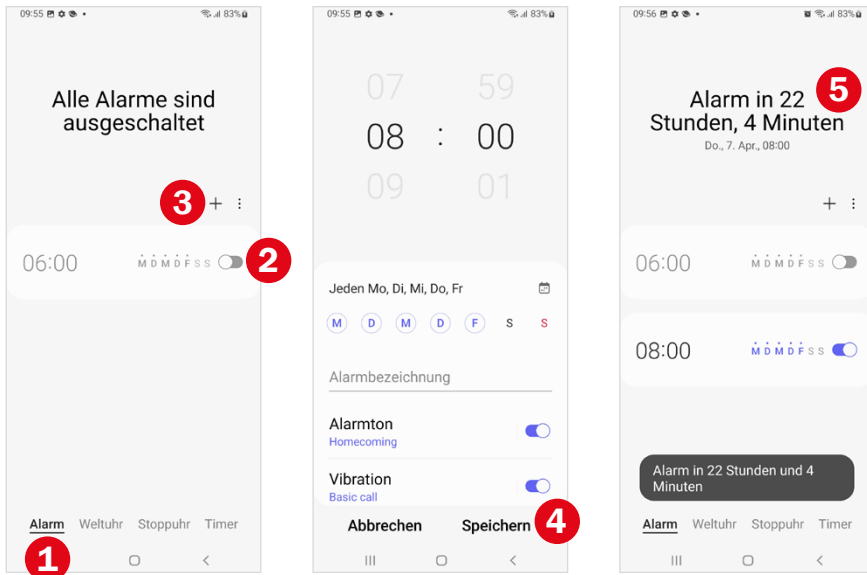 09:55 83%
Alle Alarme sind
ausgeschaltet
3
06:00 M D M D F S S
2
Alarm Weltuhr Stoppuhr Timer
1
09:55 83%
07 59
08 : 00
09 01
Jeden Mo, Di, Mi, Do, Fr
M D M D F S S
Alarmbezeichnung
Alarmton
Homecoming
Vibration
Basic call
Abbrechen Speichern
4
09:56 83%
5
Alarm in 22
Stunden, 4 Minuten
Do., 7. Apr., 08:00
06:00 M D M D F S S
08:00 M D M D F S S
Alarm in 22 Stunden und 4
Minuten
Alarm Weltuhr Stoppuhr Timer